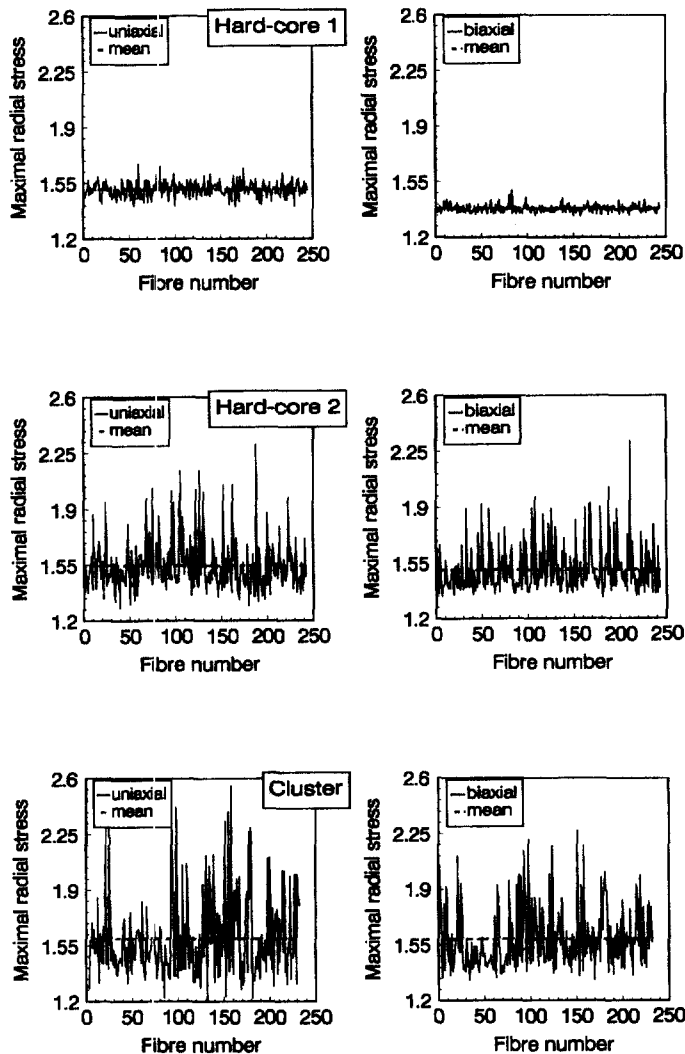 Hard-core 1
Maximal radial stress
2.6
2.25
1.9
1.55
1.2
uniaxial
mean
0 50 100 150 200 250
Fibre number
Maximal radial stress
2.6
2.25
1.9
1.55
1.2
biaxial
mean
0 50 100 150 200 250
Fibre number
Hard-core 2
Maximal radial stress
2.6
2.25
1.9
1.55
1.2
uniaxial
mean
0 50 100 150 200 250
Fibre number
Maximal radial stress
2.6
2.25
1.9
1.55
1.2
biaxial
mean
0 50 100 150 200 250
Fibre number
Cluster
Maximal radial stress
2.6
2.25
1.9
1.55
1.2
uniaxial
mean
0 50 100 150 200 250
Fibre number
Maximal radial stress
2.6
2.25
1.9
1.55
1.2
biaxial
mean
0 50 100 150 200 250
Fibre number